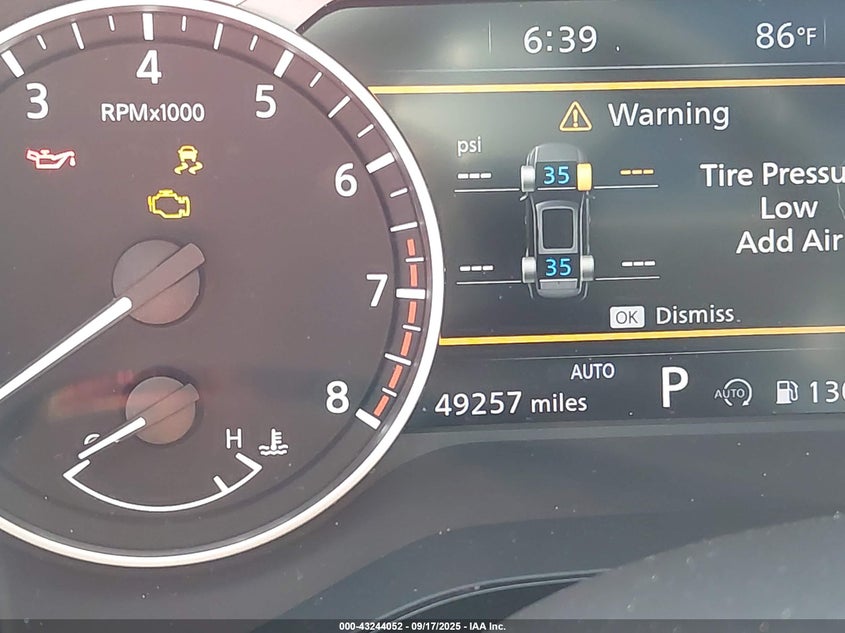 6:39
86°F
3
4
5
6
7
8
RPMx1000
Warning
psi
---
35
---
Tire Pressu
Low
Add Air
---
35
---
OK Dismiss
AUTO
49257 miles
P
AUTO
130
H
000-43244052 - 09/17/2025 - IAA Inc.